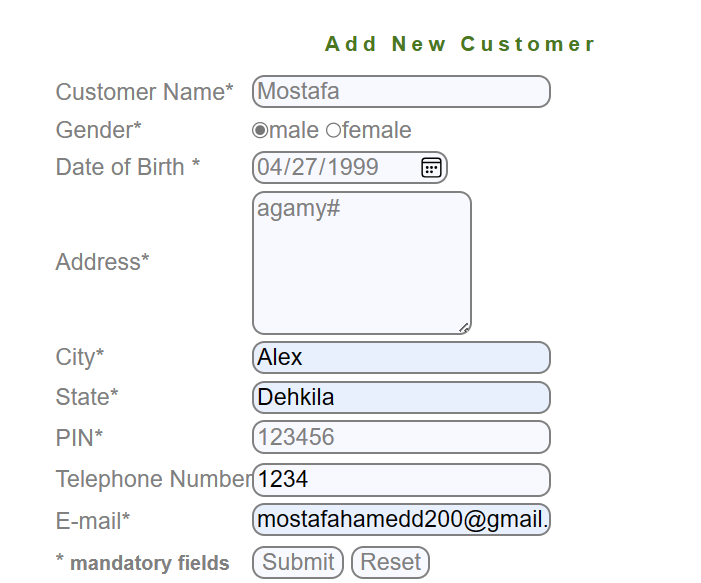 Add New Customer
Customer Name* Mostafa
Gender* male female
Date of Birth * 04/27/1999
Address* agamy#
City* Alex
State* Dehkila
PIN* 123456
Telephone Number 1234
E-mail* mostafahamedd200@gmail.
* mandatory fields Submit Reset